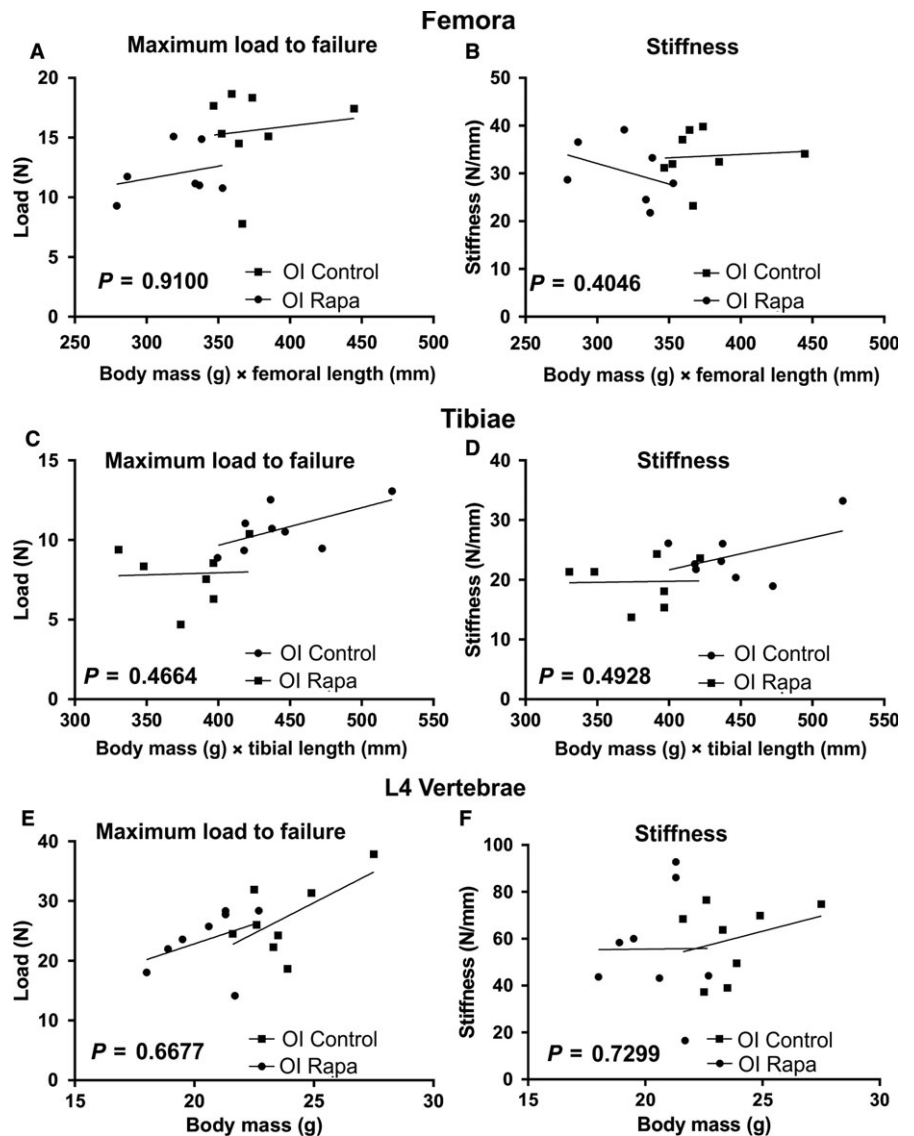 Femora
A
Maximum load to failure
20
15
10
5
0
Load (N)
P = 0.9100
OI Control
OI Rapa
250 300 350 400 450 500
Body mass (g) × femoral length (mm)
B
Stiffness
50
40
30
20
10
0
Stiffness (N/mm)
P = 0.4046
OI Control
OI Rapa
250 300 350 400 450 500
Body mass (g) × femoral length (mm)
Tibiae
C
Maximum load to failure
15
10
5
0
Load (N)
P = 0.4664
OI Control
OI Rapa
300 350 400 450 500 550
Body mass (g) × tibial length (mm)
D
Stiffness
40
30
20
10
0
Stiffness (N/mm)
P = 0.4928
OI Control
OI Rapa
300 350 400 450 500 550
Body mass (g) × tibial length (mm)
L4 Vertebrae
E
Maximum load to failure
40
30
20
10
0
Load (N)
P = 0.6677
OI Control
OI Rapa
15 20 25 30
Body mass (g)
F
Stiffness
100
80
60
40
20
0
Stiffness (N/mm)
P = 0.7299
OI Control
OI Rapa
15 20 25 30
Body mass (g)